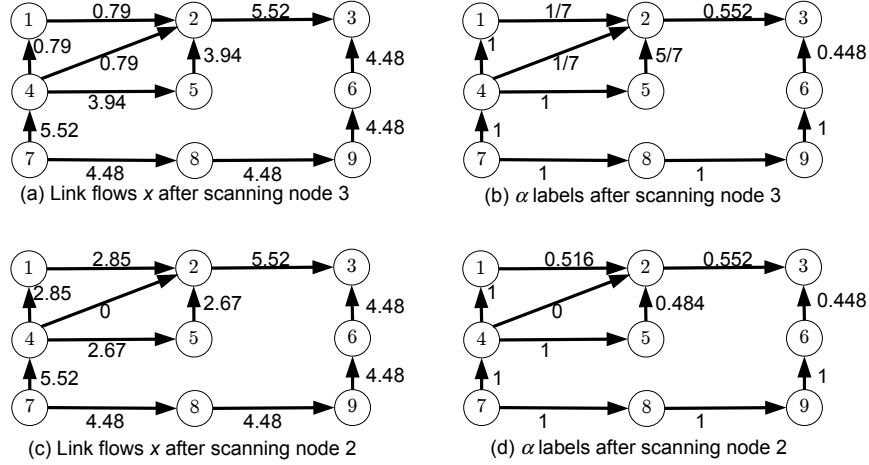 0.79 5.52
1 2 3
0.79 0.79 3.94 4.48
4 3.94 5 6
5.52 4.48
7 4.48 8 4.48 9
(a) Link flows x after scanning node 3
1/7 0.552
1 2 3
1 1/7 5/7 0.448
4 1 5 6
1 1
7 1 8 1 9
(b) α labels after scanning node 3
2.85 5.52
1 2 3
2.85 0 2.67 4.48
4 2.67 5 6
5.52 4.48
7 4.48 8 4.48 9
(c) Link flows x after scanning node 2
0.516 0.552
1 2 3
1 0 0.484 0.448
4 1 5 6
1 1
7 1 8 1 9
(d) α labels after scanning node 2